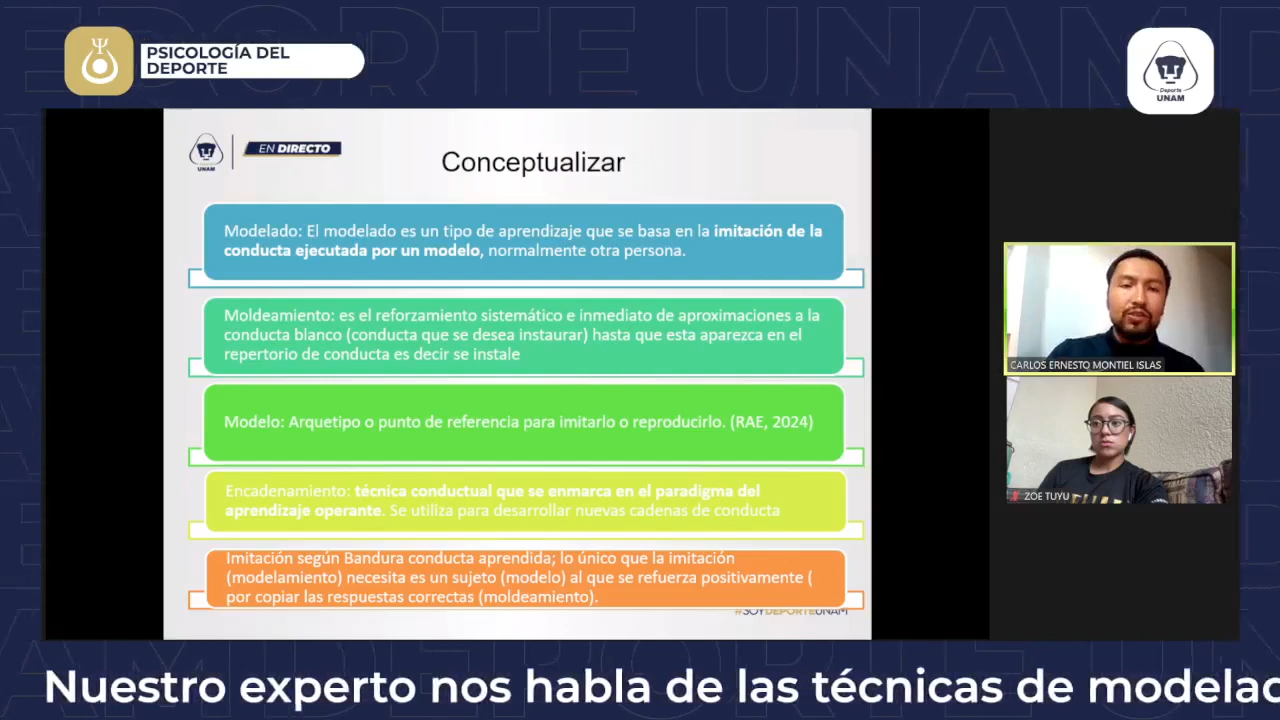 PSICOLOGÍA DEL
DEPORTE
Deporte
UNAM
UNAM
EN DIRECTO
Conceptualizar
Modelado: El modelado es un tipo de aprendizaje que se basa en la imitación de la
conducta ejecutada por un modelo, normalmente otra persona.
Moldeamiento: es el reforzamiento sistemático e inmediato de aproximaciones a la
conducta blanco (conducta que se desea instaurar) hasta que esta aparezca en el
repertorio de conducta es decir se instale
Modelo: Arquetipo o punto de referencia para imitarlo o reproducirlo. (RAE, 2024)
Encadenamiento: técnica conductual que se enmarca en el paradigma del
aprendizaje operante. Se utiliza para desarrollar nuevas cadenas de conducta
Imitación según Bandura conducta aprendida; lo único que la imitación
(modelamiento) necesita es un sujeto (modelo) al que se refuerza positivamente (
por copiar las respuestas correctas (moldeamiento).
#SOYDEPORTEUNAM
CARLOS ERNESTO MONTIEL ISLAS
ZOE TUYU
Nuestro experto nos habla de las técnicas de modelad